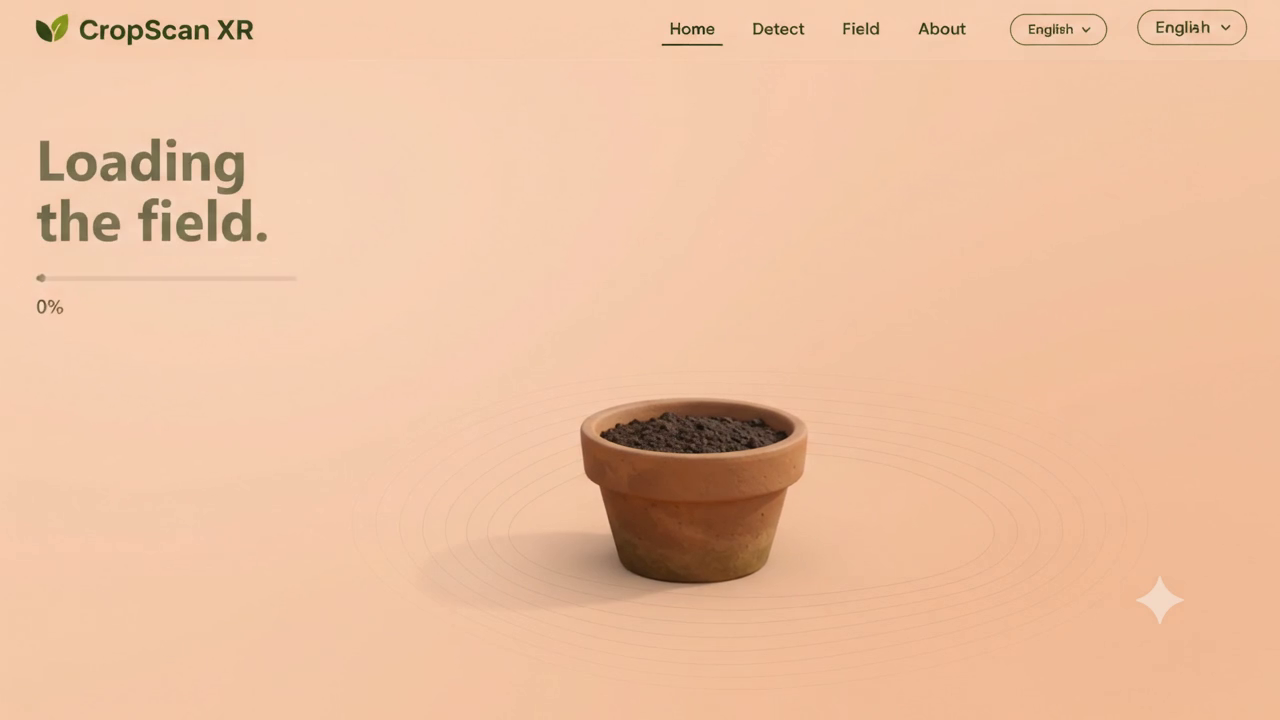 CropScan XR
Home
Detect
Field
About
English
English
Loading
the field.
0%